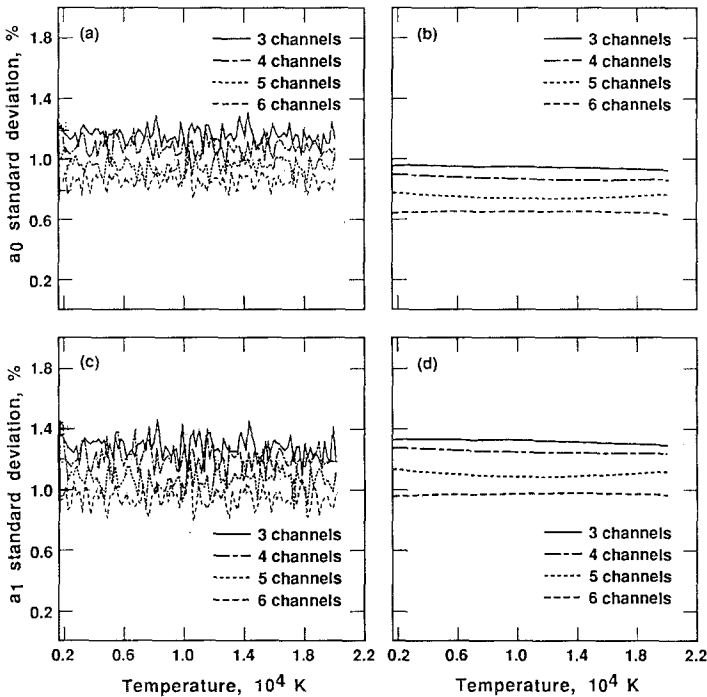 a0 standard deviation, %
1.8
1.4
1.0
0.6
0.2
(a)
3 channels
4 channels
5 channels
6 channels
(b)
3 channels
4 channels
5 channels
6 channels
a1 standard deviation, %
1.8
1.4
1.0
0.6
0.2
(c)
3 channels
4 channels
5 channels
6 channels
(d)
3 channels
4 channels
5 channels
6 channels
0.2 0.6 1.0 1.4 1.8 2.2
0.2 0.6 1.0 1.4 1.8 2.2
Temperature, 10⁴ K
Temperature, 10⁴ K